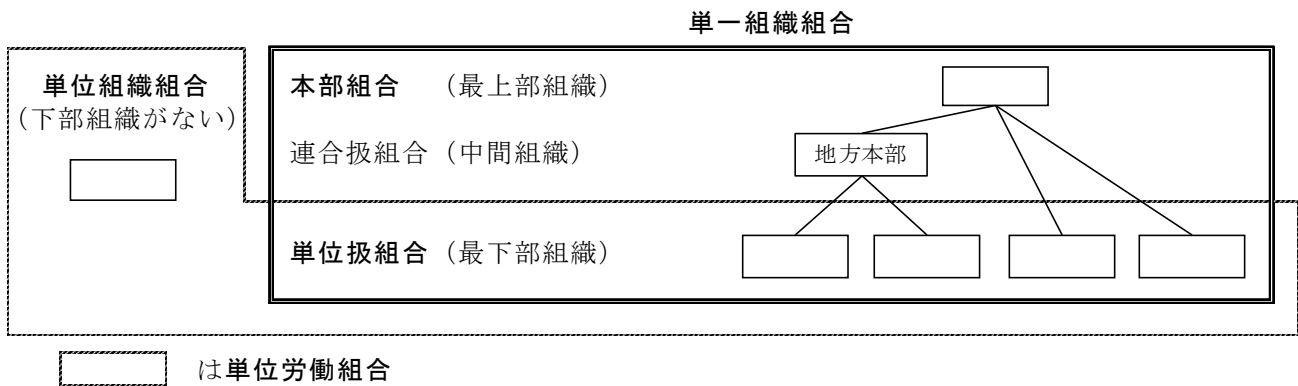 単一組織組合
単位組織組合
（下部組織がない）
本部組合 （最上部組織）
連合扱組合（中間組織）
地方本部
単位扱組合（最下部組織）
は単位労働組合